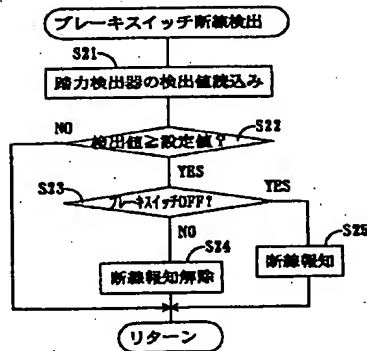 ブレーキスイッチ断線検出
S21
踏力検出器の検出値読込み
NO
検出値≧設定値?
S22
YES
S23
ブレーキスイッチOFF?
YES
NO
S24
S25
断線報知解除
断線報知
リターン